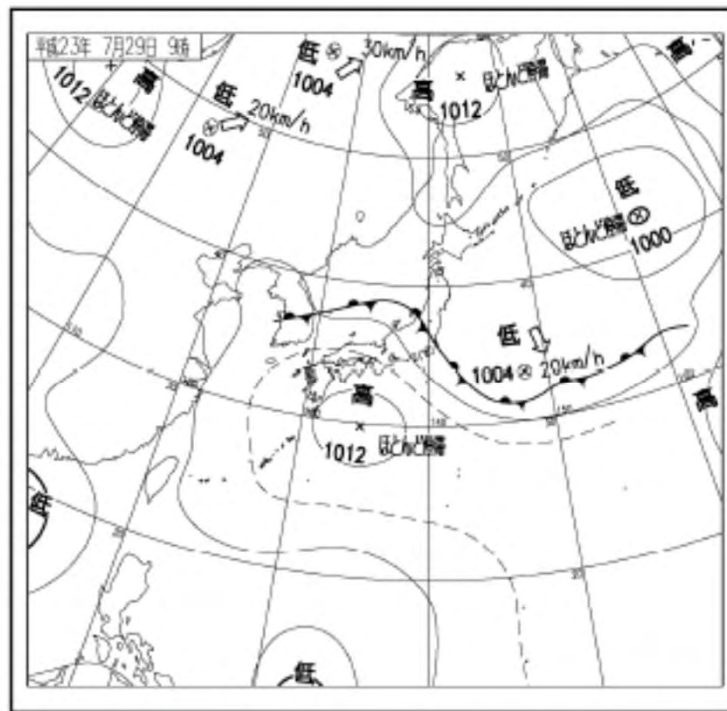 平成23年 7月29日 9時
低
30km/h
1004
高
1012
ほとんど停滞
高
1012
ほとんど停滞
高
低
20km/h
1004
低
ほとんど停滞
1000
低
1004
20km/h
高
1012
ほとんど停滞
高
低
低